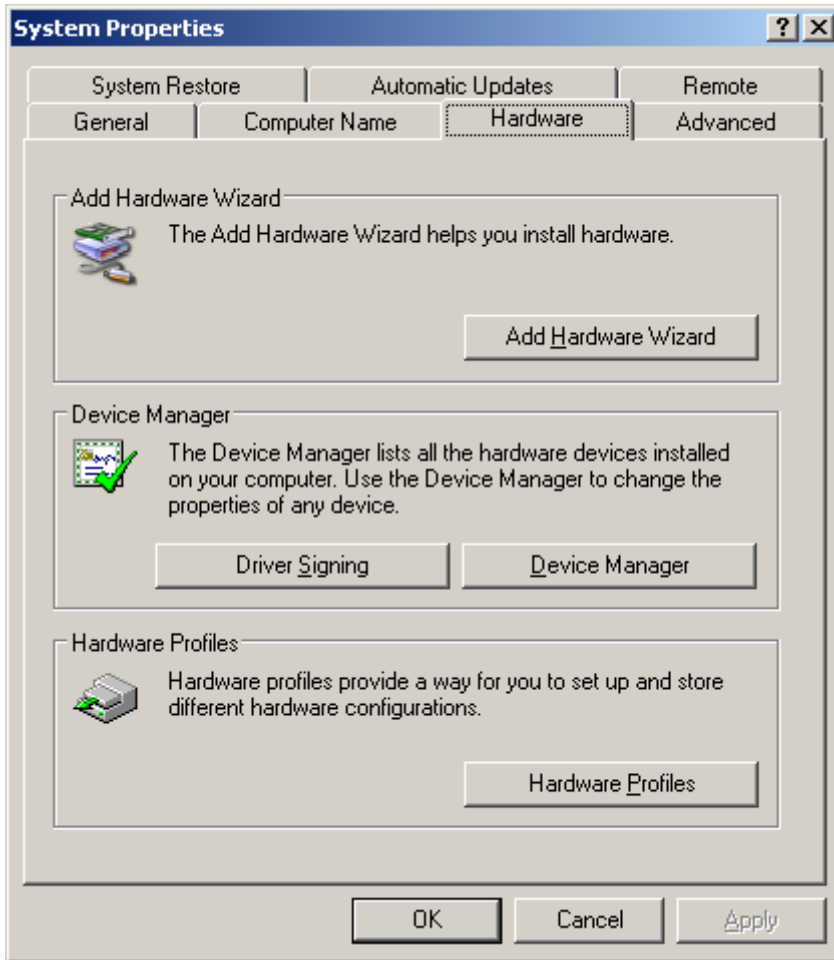 System Properties
System Restore
Automatic Updates
Remote
General
Computer Name
Hardware
Advanced
Add Hardware Wizard
The Add Hardware Wizard helps you install hardware.
Add Hardware Wizard
Device Manager
The Device Manager lists all the hardware devices installed
on your computer. Use the Device Manager to change the
properties of any device.
Driver Signing
Device Manager
Hardware Profiles
Hardware profiles provide a way for you to set up and store
different hardware configurations.
Hardware Profiles
OK
Cancel
Apply